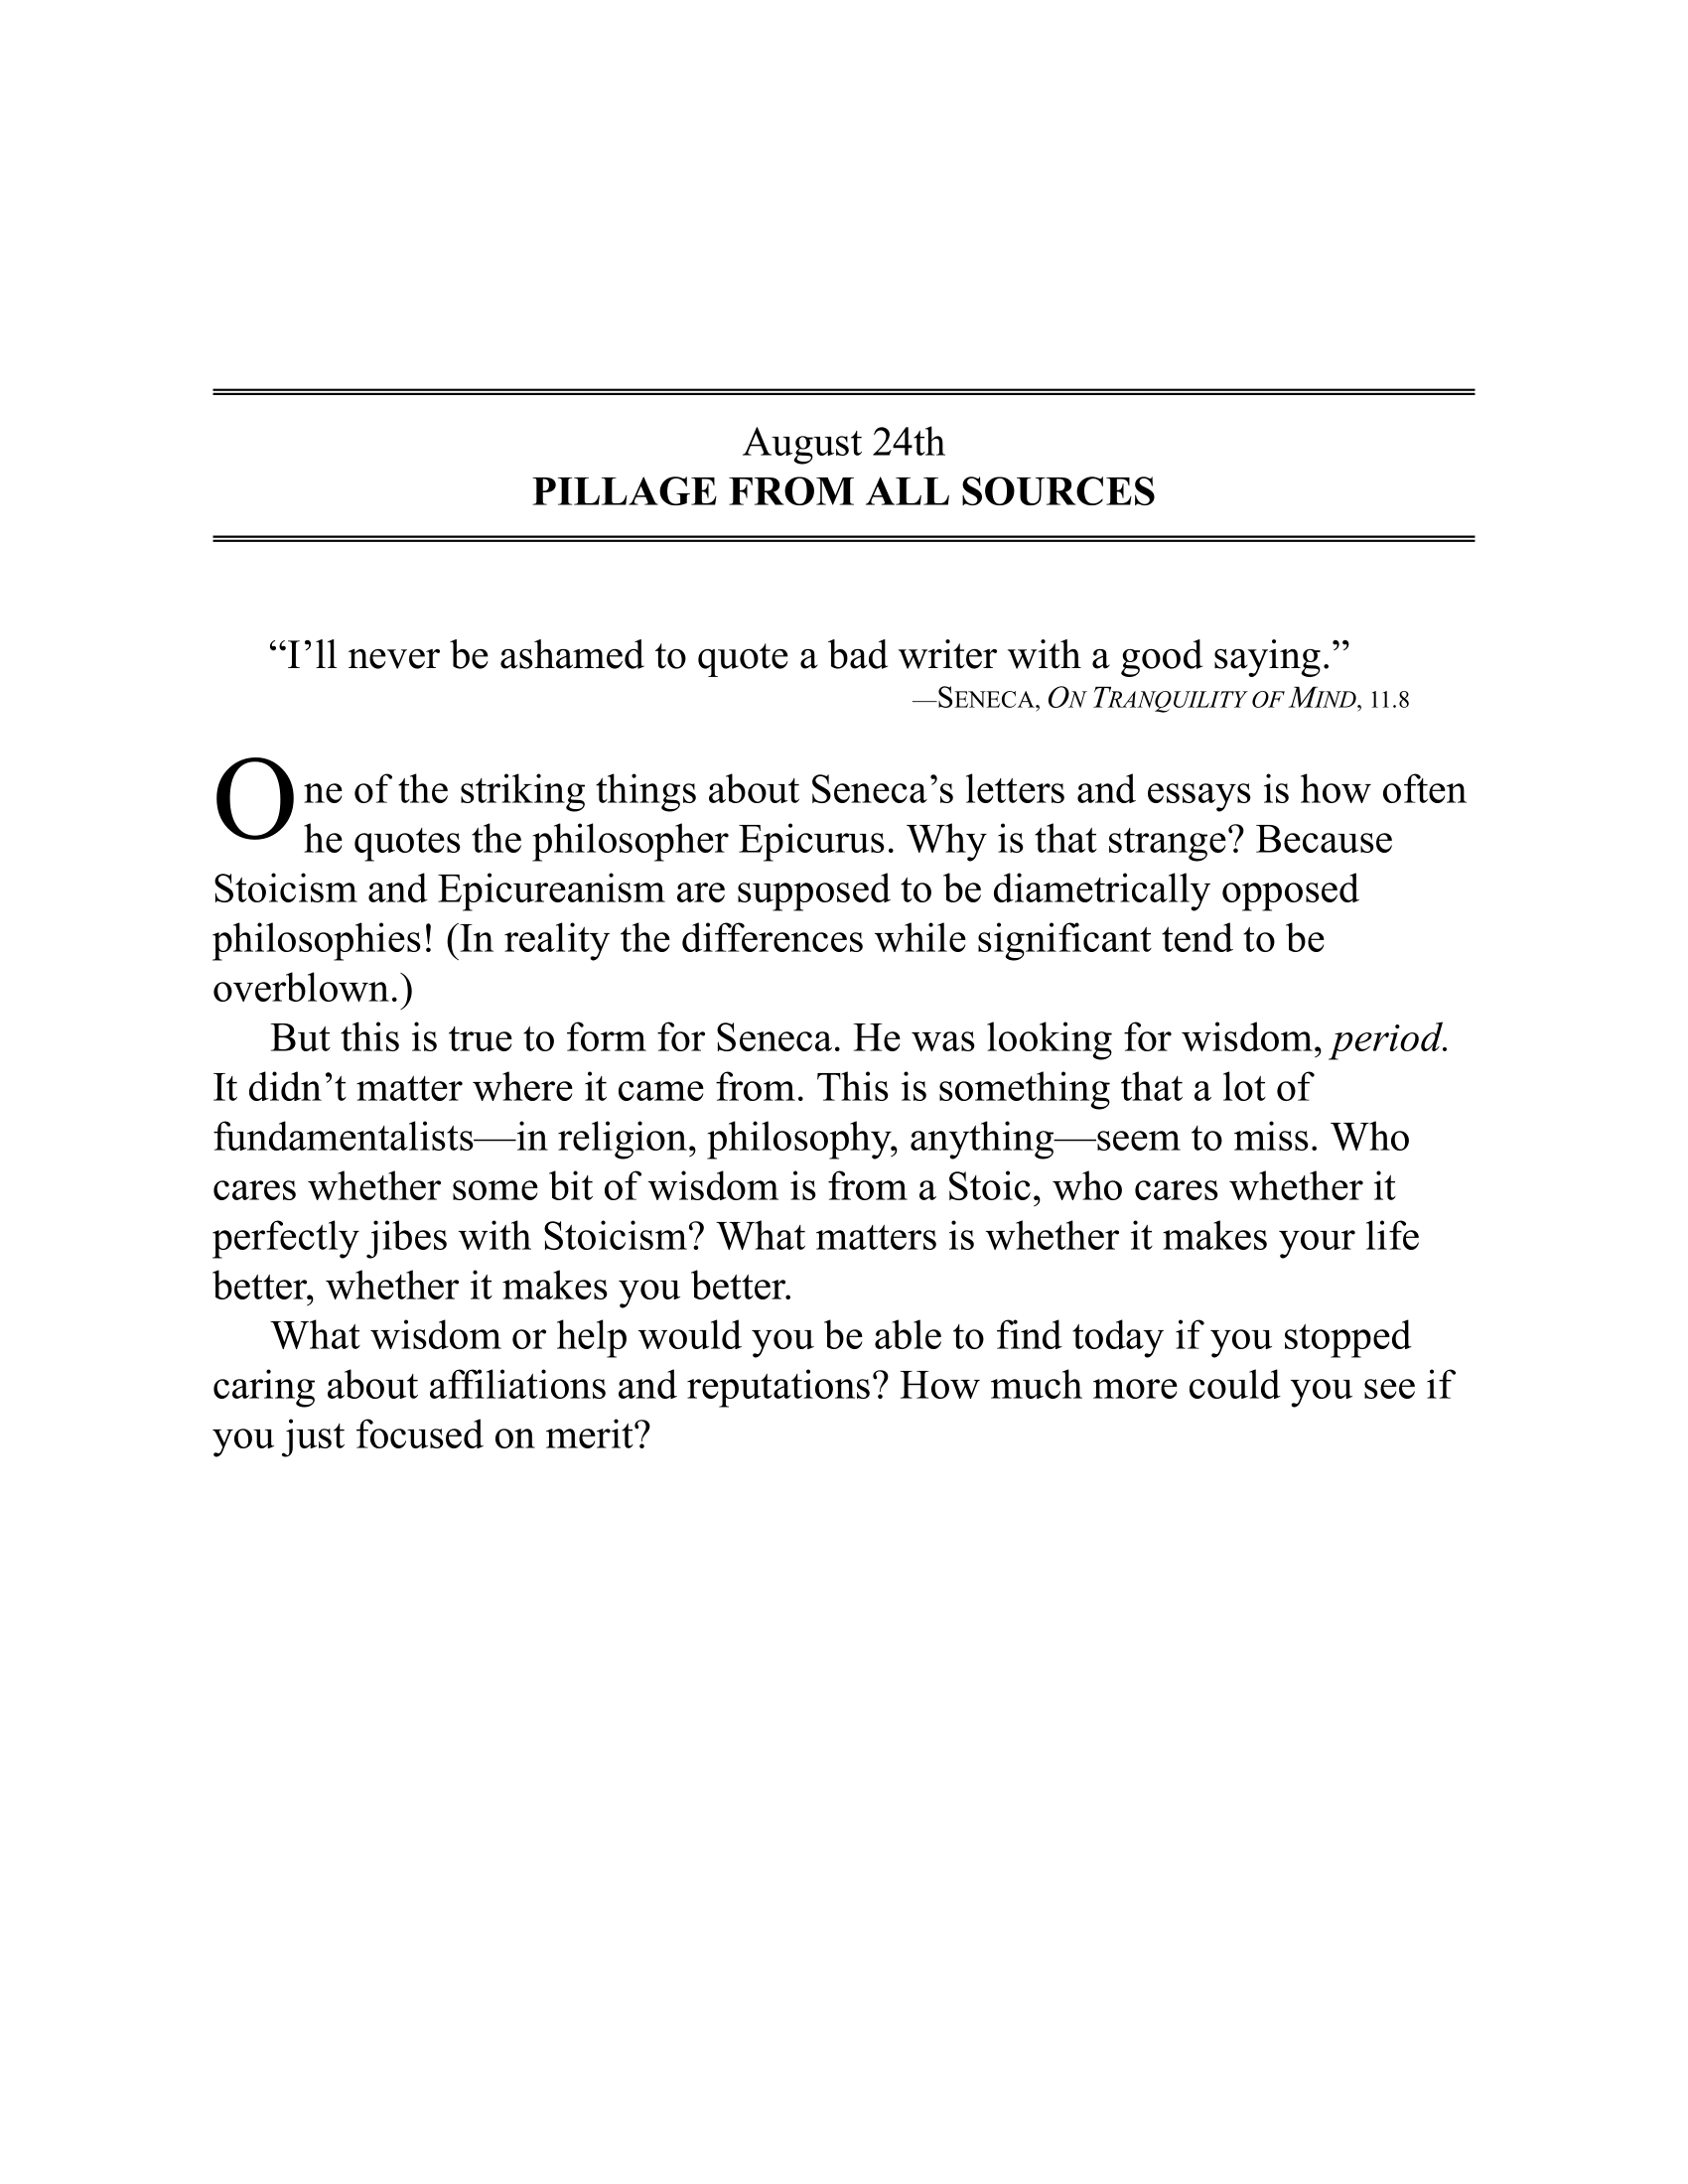 August 24th
PILLAGE FROM ALL SOURCES
“I’ll never be ashamed to quote a bad writer with a good saying.”
—SENECA, ON TRANQUILITY OF MIND, 11.8
One of the striking things about Seneca’s letters and essays is how often
he quotes the philosopher Epicurus. Why is that strange? Because
Stoicism and Epicureanism are supposed to be diametrically opposed
philosophies! (In reality the differences while significant tend to be
overblown.)
But this is true to form for Seneca. He was looking for wisdom, period.
It didn’t matter where it came from. This is something that a lot of
fundamentalists—in religion, philosophy, anything—seem to miss. Who
cares whether some bit of wisdom is from a Stoic, who cares whether it
perfectly jibes with Stoicism? What matters is whether it makes your life
better, whether it makes you better.
What wisdom or help would you be able to find today if you stopped
caring about affiliations and reputations? How much more could you see if
you just focused on merit?